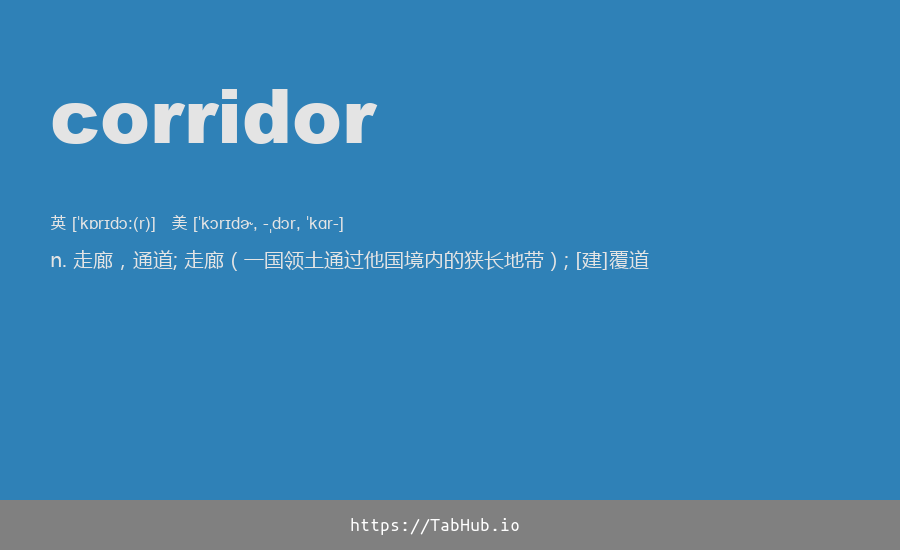 corridor
英 [ˈkɒrɪdɔː(r)] 美 [ˈkɔrɪdɚ, -ˌdɔr, ˈkɑr-]
n. 走廊，通道; 走廊（一国领土通过他国境内的狭长地带）; [建]覆道
https://TabHub.io